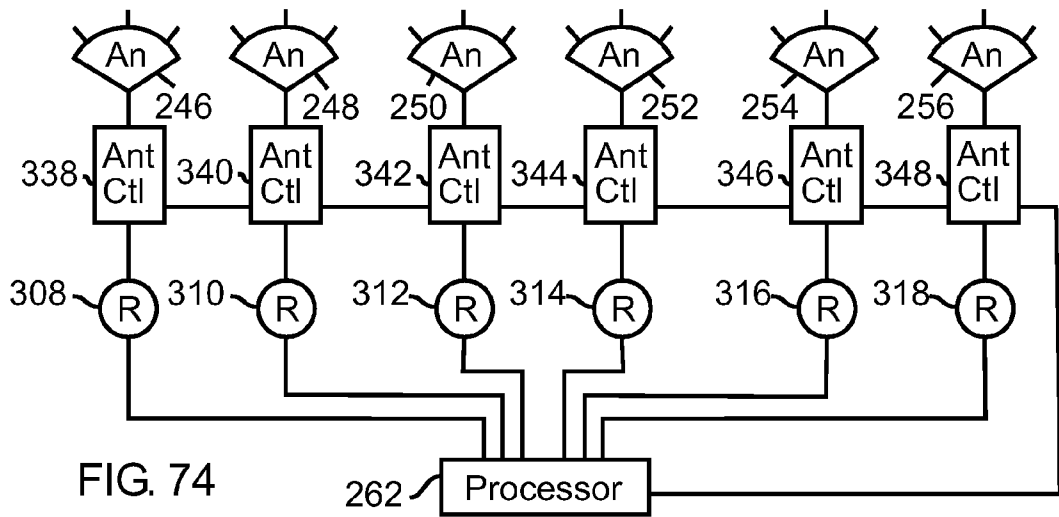 An An An An An An
246 248 250 252 254 256
338 Ant Ctl 340 Ant Ctl 342 Ant Ctl 344 Ant Ctl 346 Ant Ctl 348 Ant Ctl
308 R 310 R 312 R 314 R 316 R 318 R
FIG. 74
262 Processor